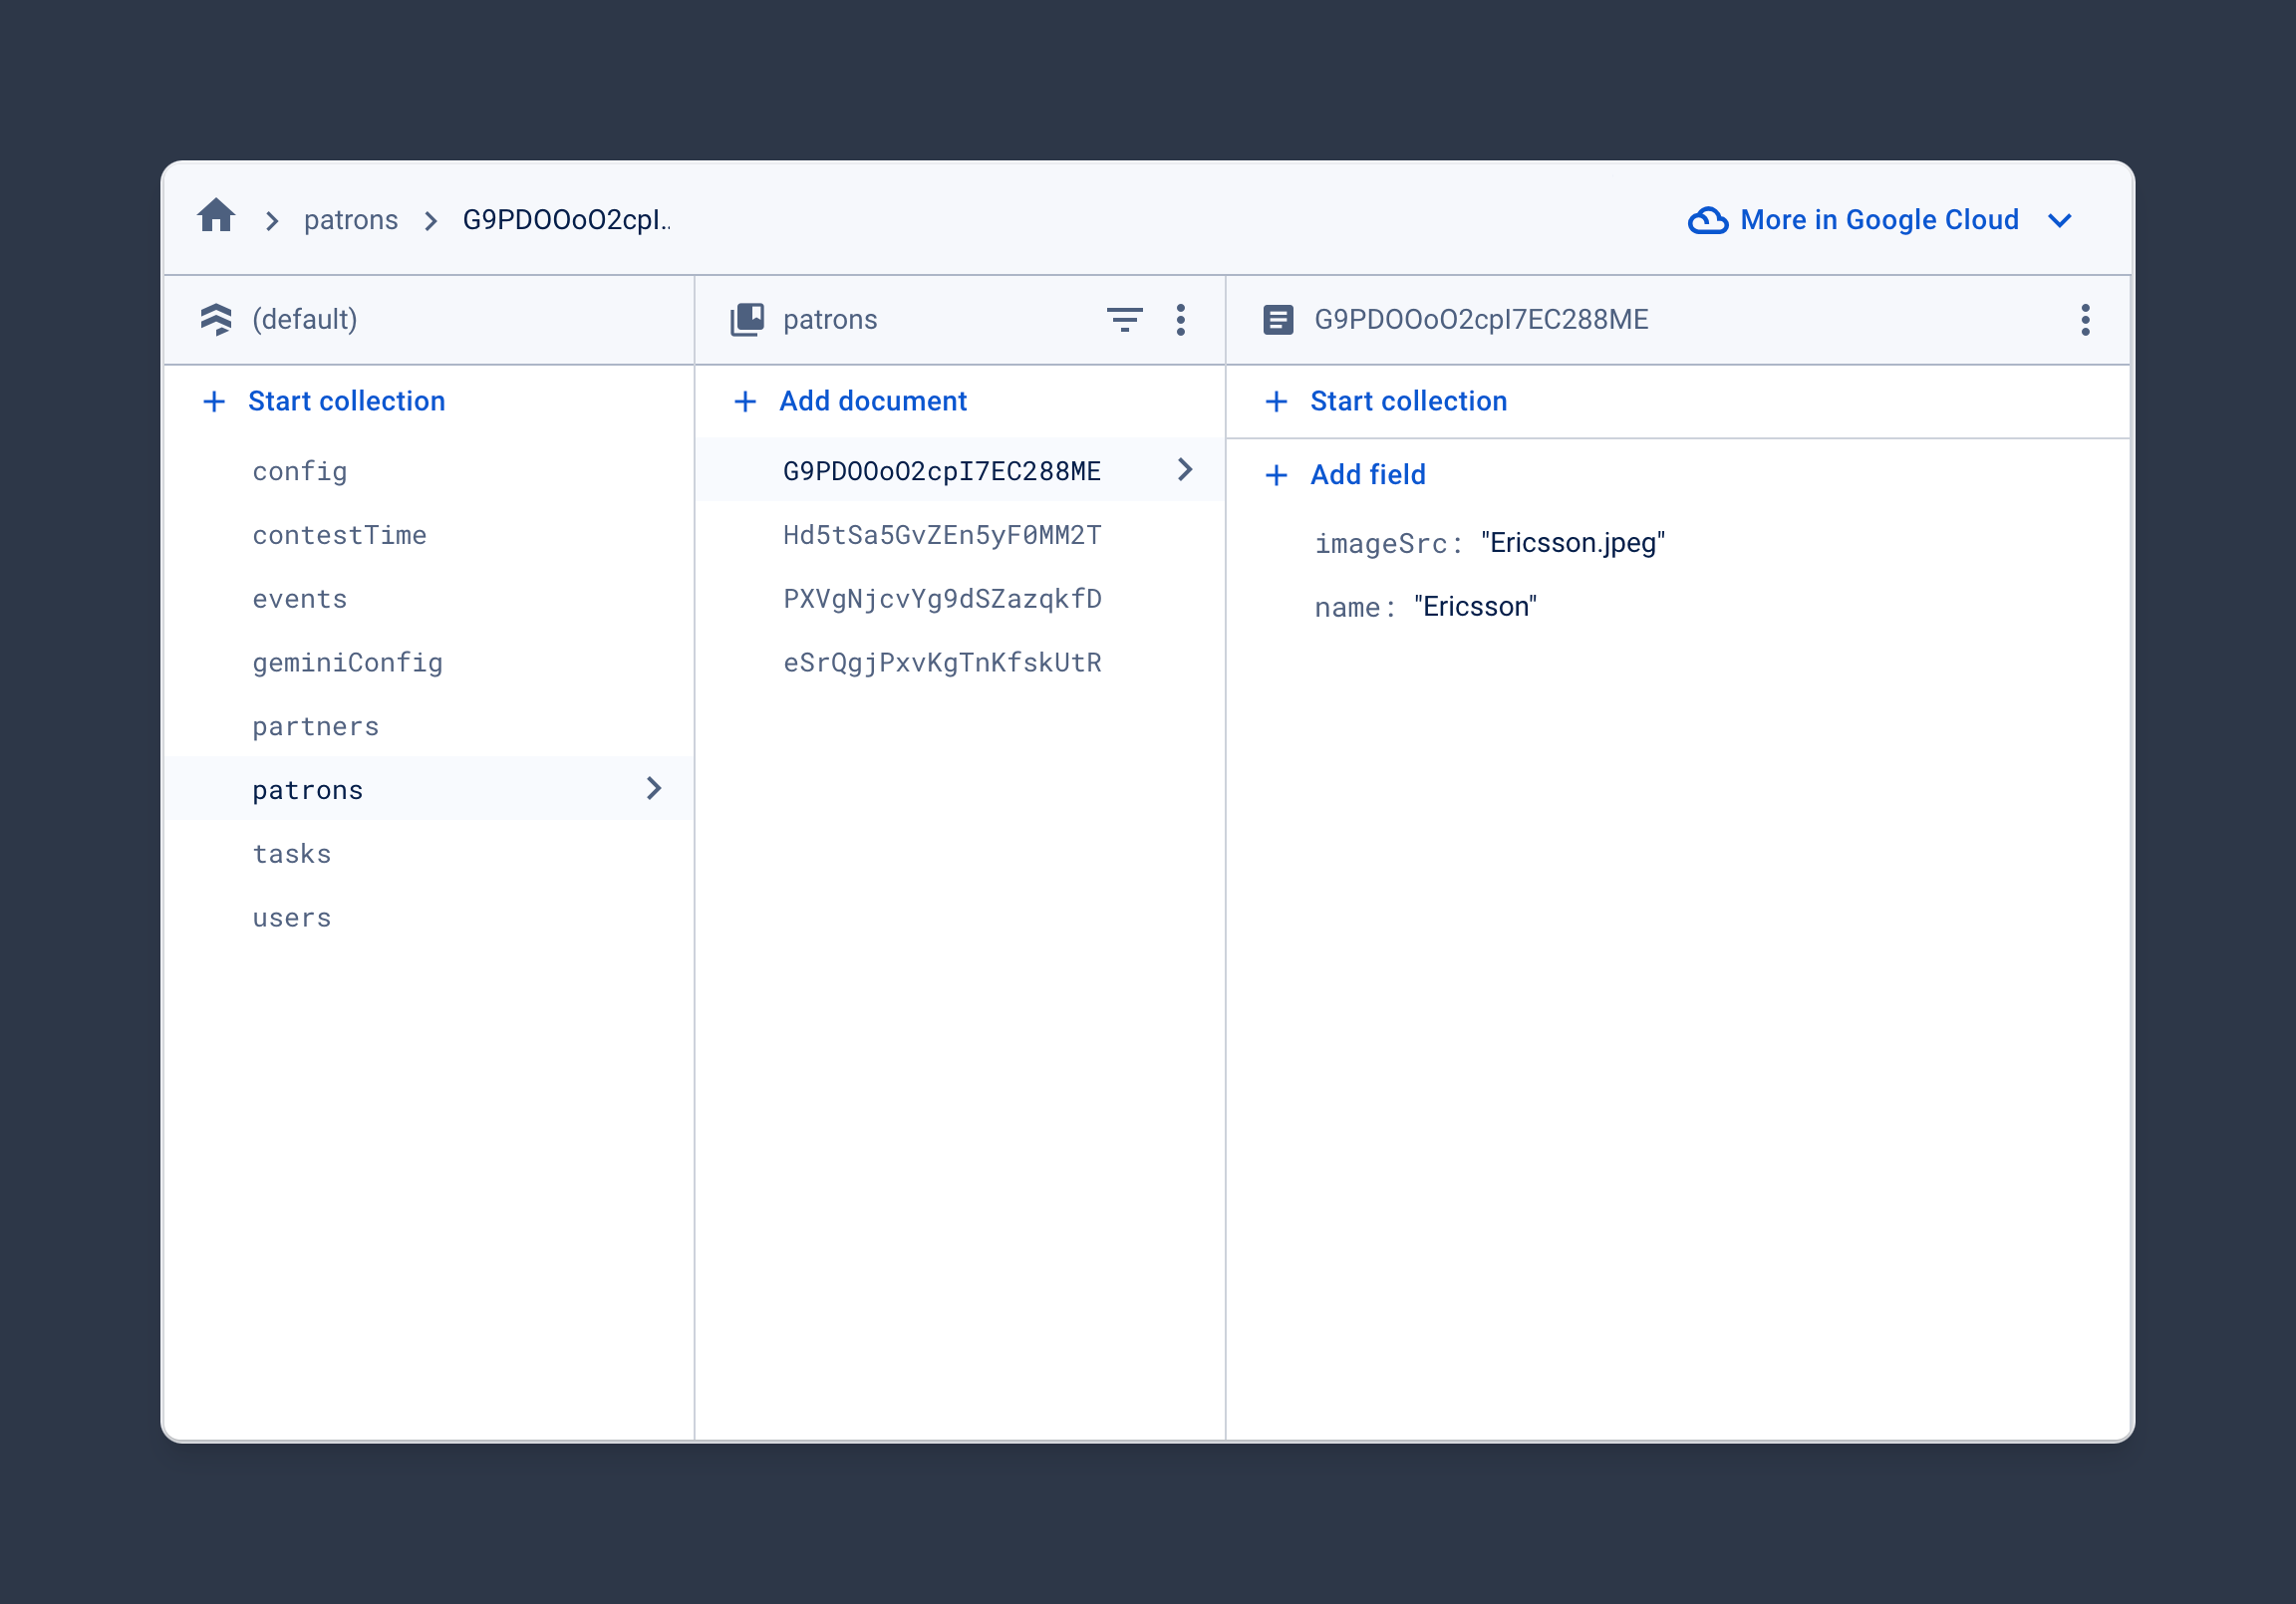 patrons
G9PDOOoO2cpI..
More in Google Cloud
(default)
patrons
G9PDOOoO2cpI7EC288ME
Start collection
Add document
Start collection
config
contestTime
events
geminiConfig
partners
patrons
tasks
users
G9PDOOoO2cpI7EC288ME
Hd5tSa5GvZEn5yF0MM2T
PXVgNjcvYg9dSZazqkfD
eSrQgjPxvKgTnKfskUtR
Add field
imageSrc: "Ericsson.jpeg"
name: "Ericsson"